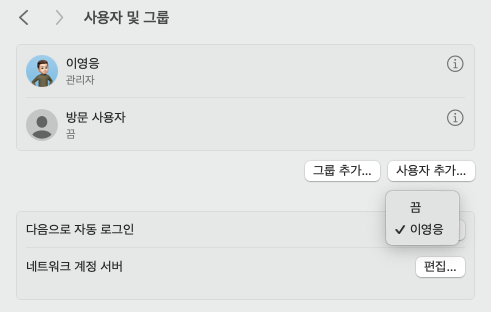 사용자 및 그룹
이영응
관리자
방문 사용자
끔
그룹 추가...
사용자 추가...
끔
이영응
다음으로 자동 로그인
네트워크 계정 서버
편집...